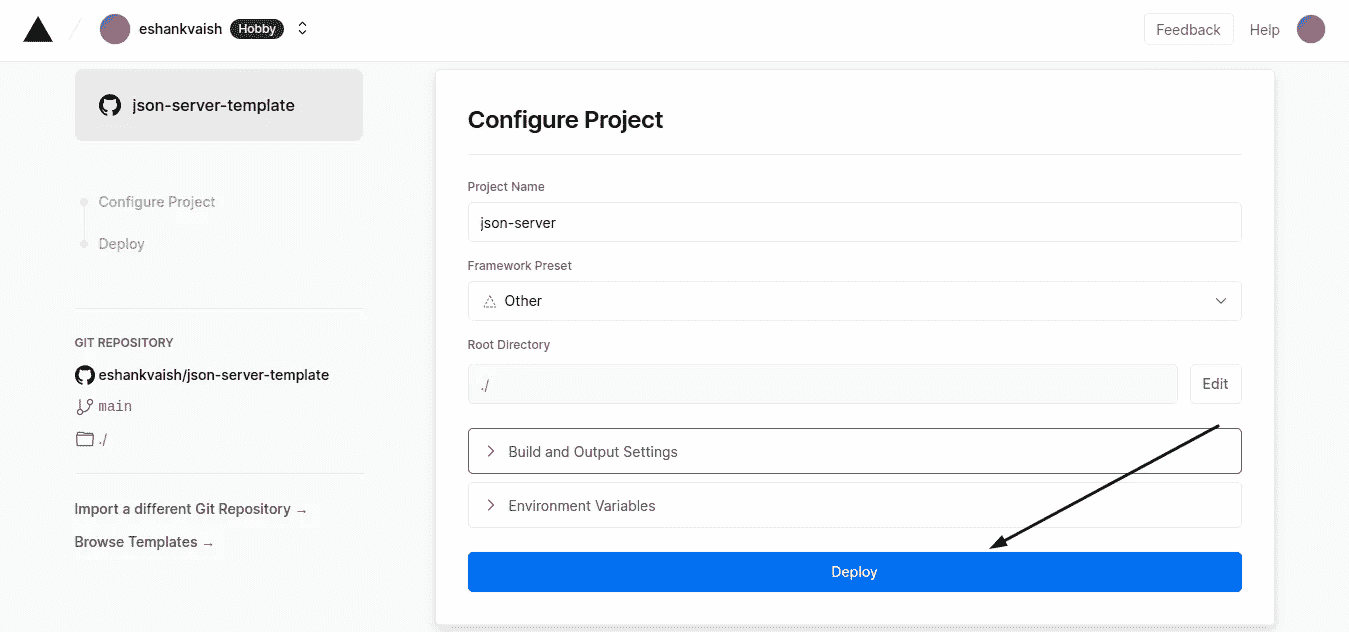 eshankvaish Hobby
Feedback Help
json-server-template
Configure Project
Deploy
GIT REPOSITORY
eshankvaish/json-server-template
main
./
Import a different Git Repository →
Browse Templates →
Configure Project
Project Name
json-server
Framework Preset
Other
Root Directory
./ Edit
Build and Output Settings
Environment Variables
Deploy